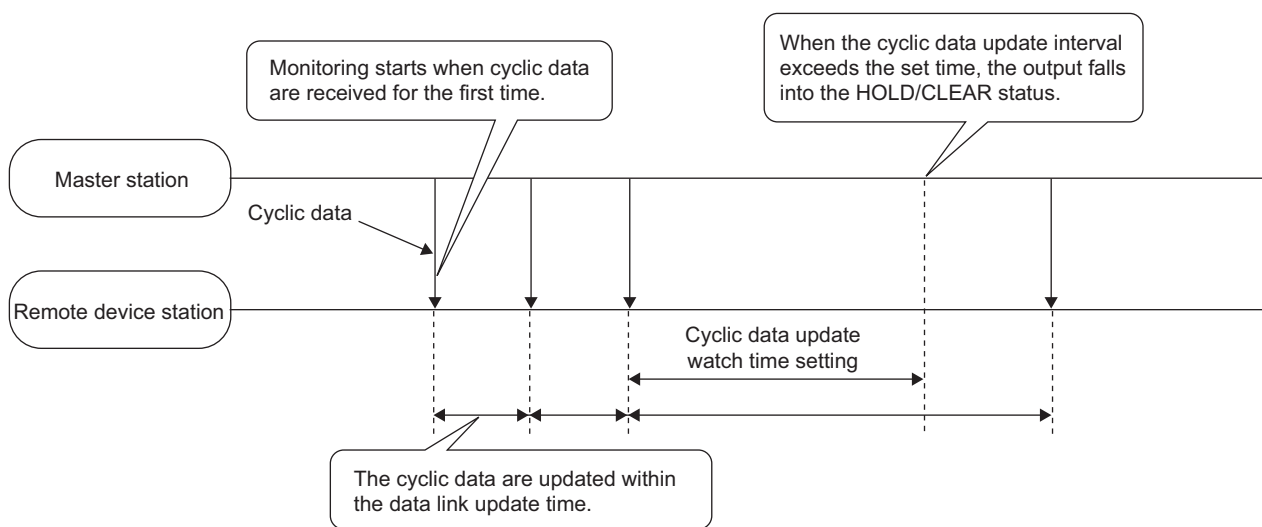 Monitoring starts when cyclic data
are received for the first time.
When the cyclic data update interval
exceeds the set time, the output falls
into the HOLD/CLEAR status.
Master station
Cyclic data
Remote device station
Cyclic data update
watch time setting
The cyclic data are updated within
the data link update time.